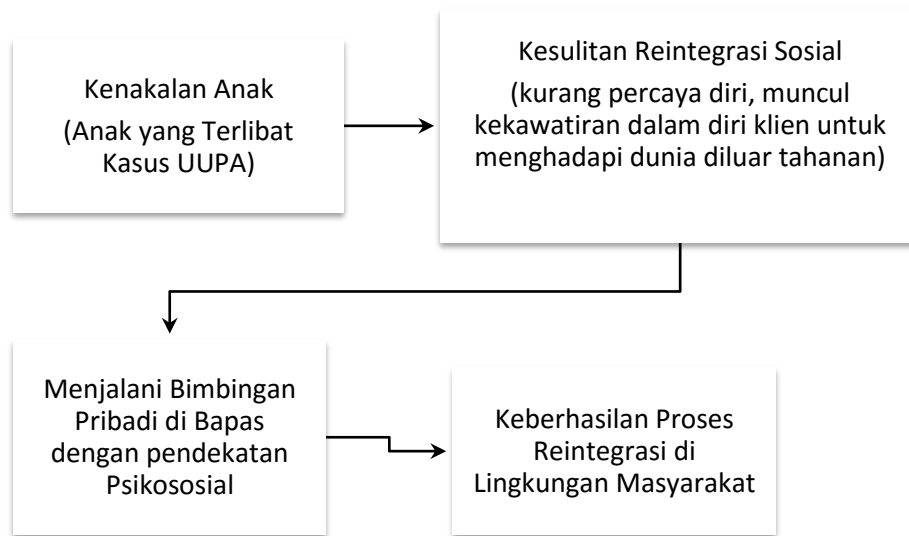 Kenakalan Anak
(Anak yang Terlibat
Kasus UUPA)
Kesulitan Reintegrasi Sosial
(kurang percaya diri, muncul
kekawatiran dalam diri klien untuk
menghadapi dunia diluar tahanan)
Menjalani Bimbingan
Pribadi di Bapas
dengan pendekatan
Psikososial
Keberhasilan Proses
Reintegrasi di
Lingkungan Masyarakat